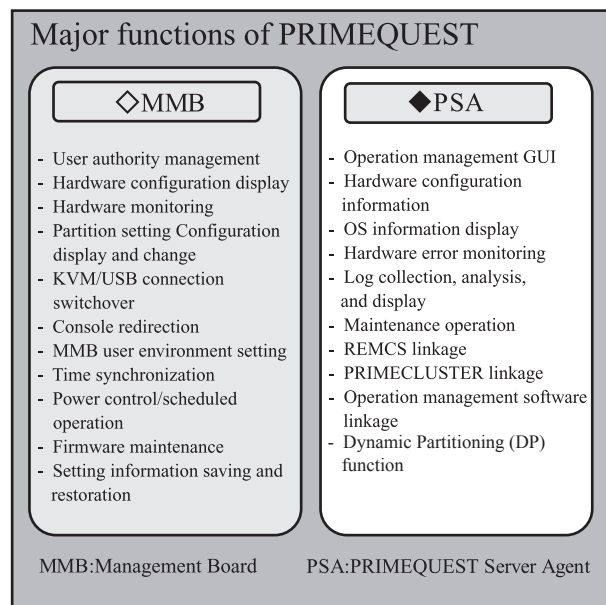 Major functions of PRIMEQUEST
◇MMB
- User authority management
- Hardware configuration display
- Hardware monitoring
- Partition setting Configuration
display and change
- KVM/USB connection
switchover
- Console redirection
- MMB user environment setting
- Time synchronization
- Power control/scheduled
operation
- Firmware maintenance
- Setting information saving and
restoration
◆PSA
- Operation management GUI
- Hardware configuration
information
- OS information display
- Hardware error monitoring
- Log collection, analysis,
and display
- Maintenance operation
- REMCS linkage
- PRIMECLUSTER linkage
- Operation management software
linkage
- Dynamic Partitioning (DP)
function
MMB:Management Board
PSA:PRIMEQUEST Server Agent